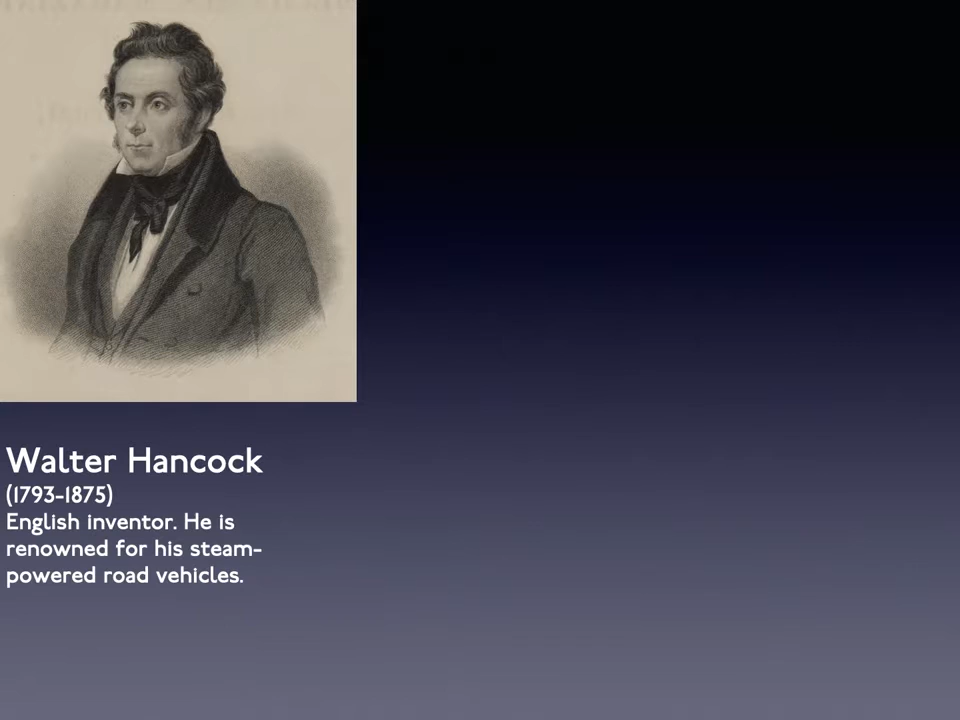 Walter Hancock
(1793-1875)
English inventor. He is
renowned for his steam-
powered road vehicles.